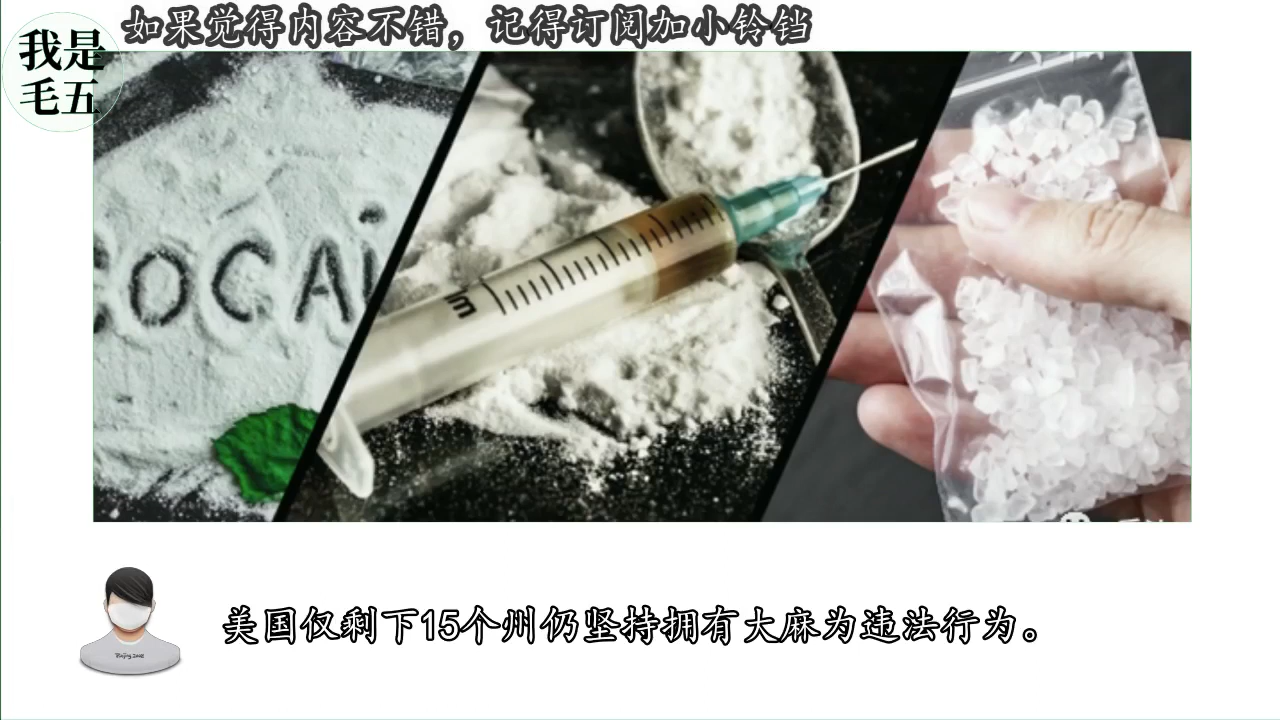 如果觉得内容不错，记得订阅加小铃铛
我是
毛五
COCAi
ml
美国仅剩下15个州仍坚持拥有大麻为违法行为。